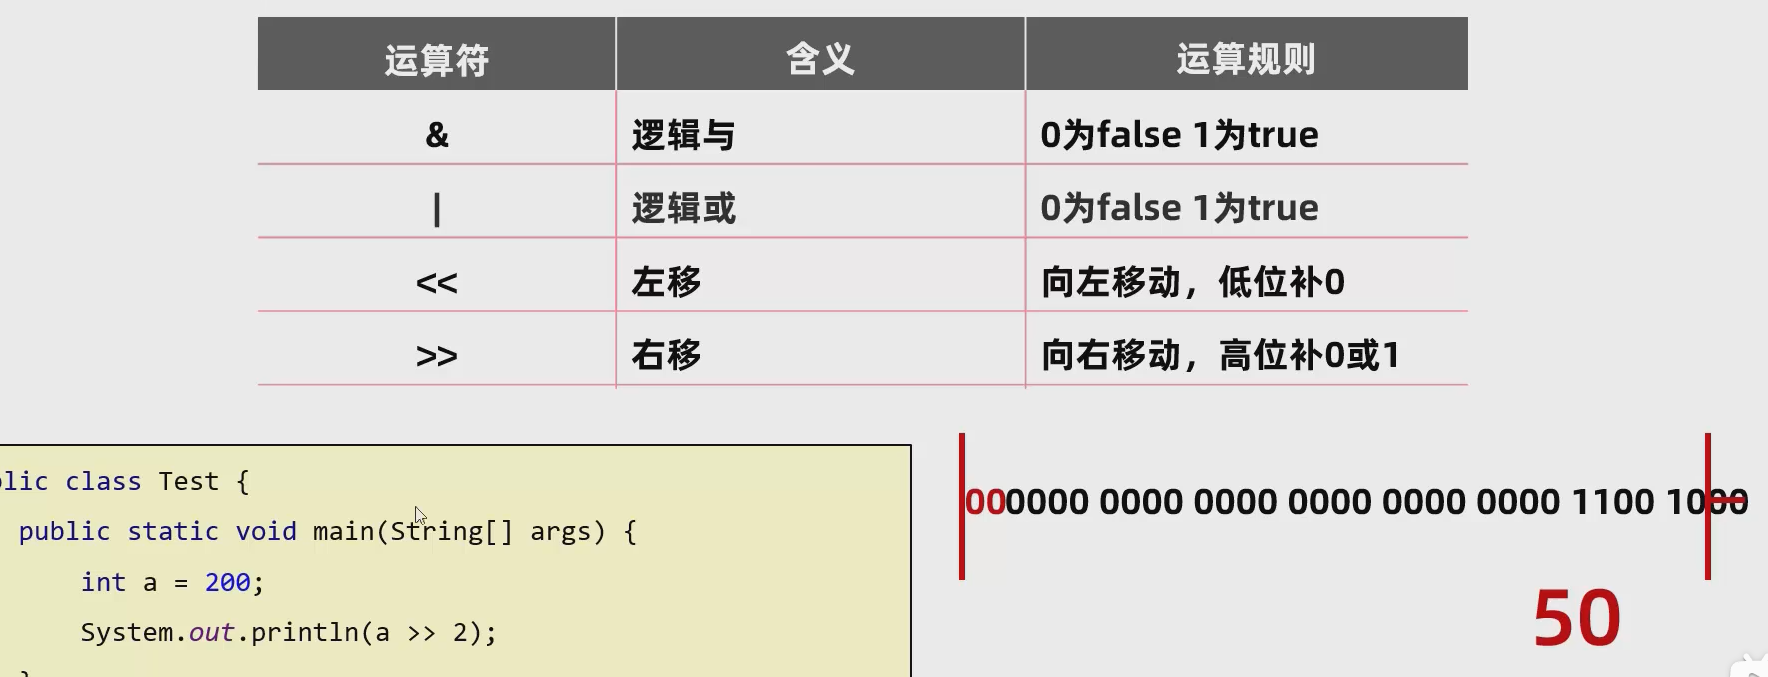 运算符 含义 运算规则
& 逻辑与 0为false 1为true
| 逻辑或 0为false 1为true
<< 左移 向左移动，低位补0
>> 右移 向右移动，高位补0或1
lic class Test {
public static void main(String[] args) {
int a = 200;
System.out.println(a >> 2);
}
000000 0000 0000 0000 0000 0000 1100 1000
50